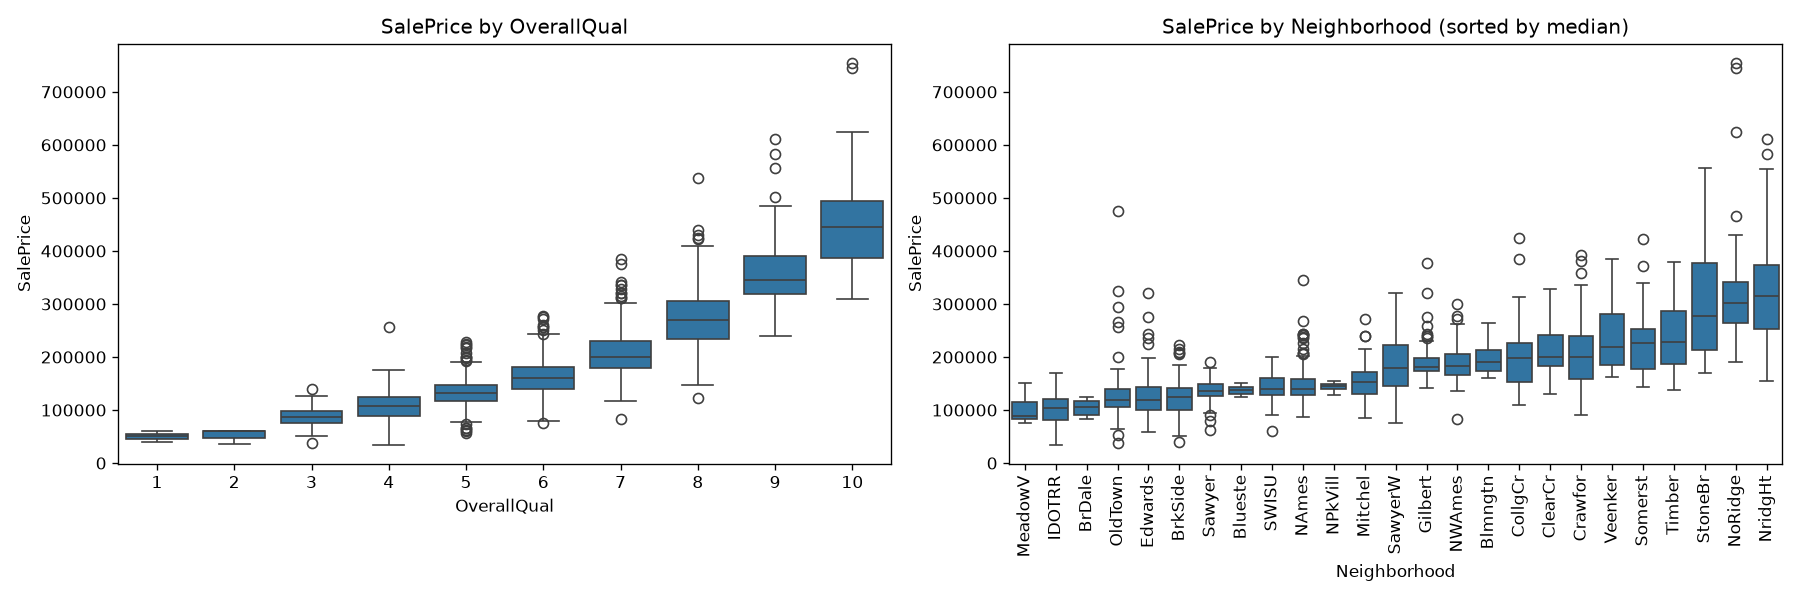 SalePrice by OverallQual
SalePrice
700000
600000
500000
400000
300000
200000
100000
0
1 2 3 4 5 6 7 8 9 10
OverallQual
SalePrice by Neighborhood (sorted by median)
SalePrice
700000
600000
500000
400000
300000
200000
100000
0
MeadowV
IDOTRR
BrDale
OldTown
Edwards
BrkSide
Sawyer
Blueste
SWISU
NAmes
NPkVill
Mitchel
SawyerW
Gilbert
NWAmes
Blmngtn
CollgCr
ClearCr
Crawfor
Veenker
Somerst
Timber
StoneBr
NoRidge
NridgHt
Neighborhood